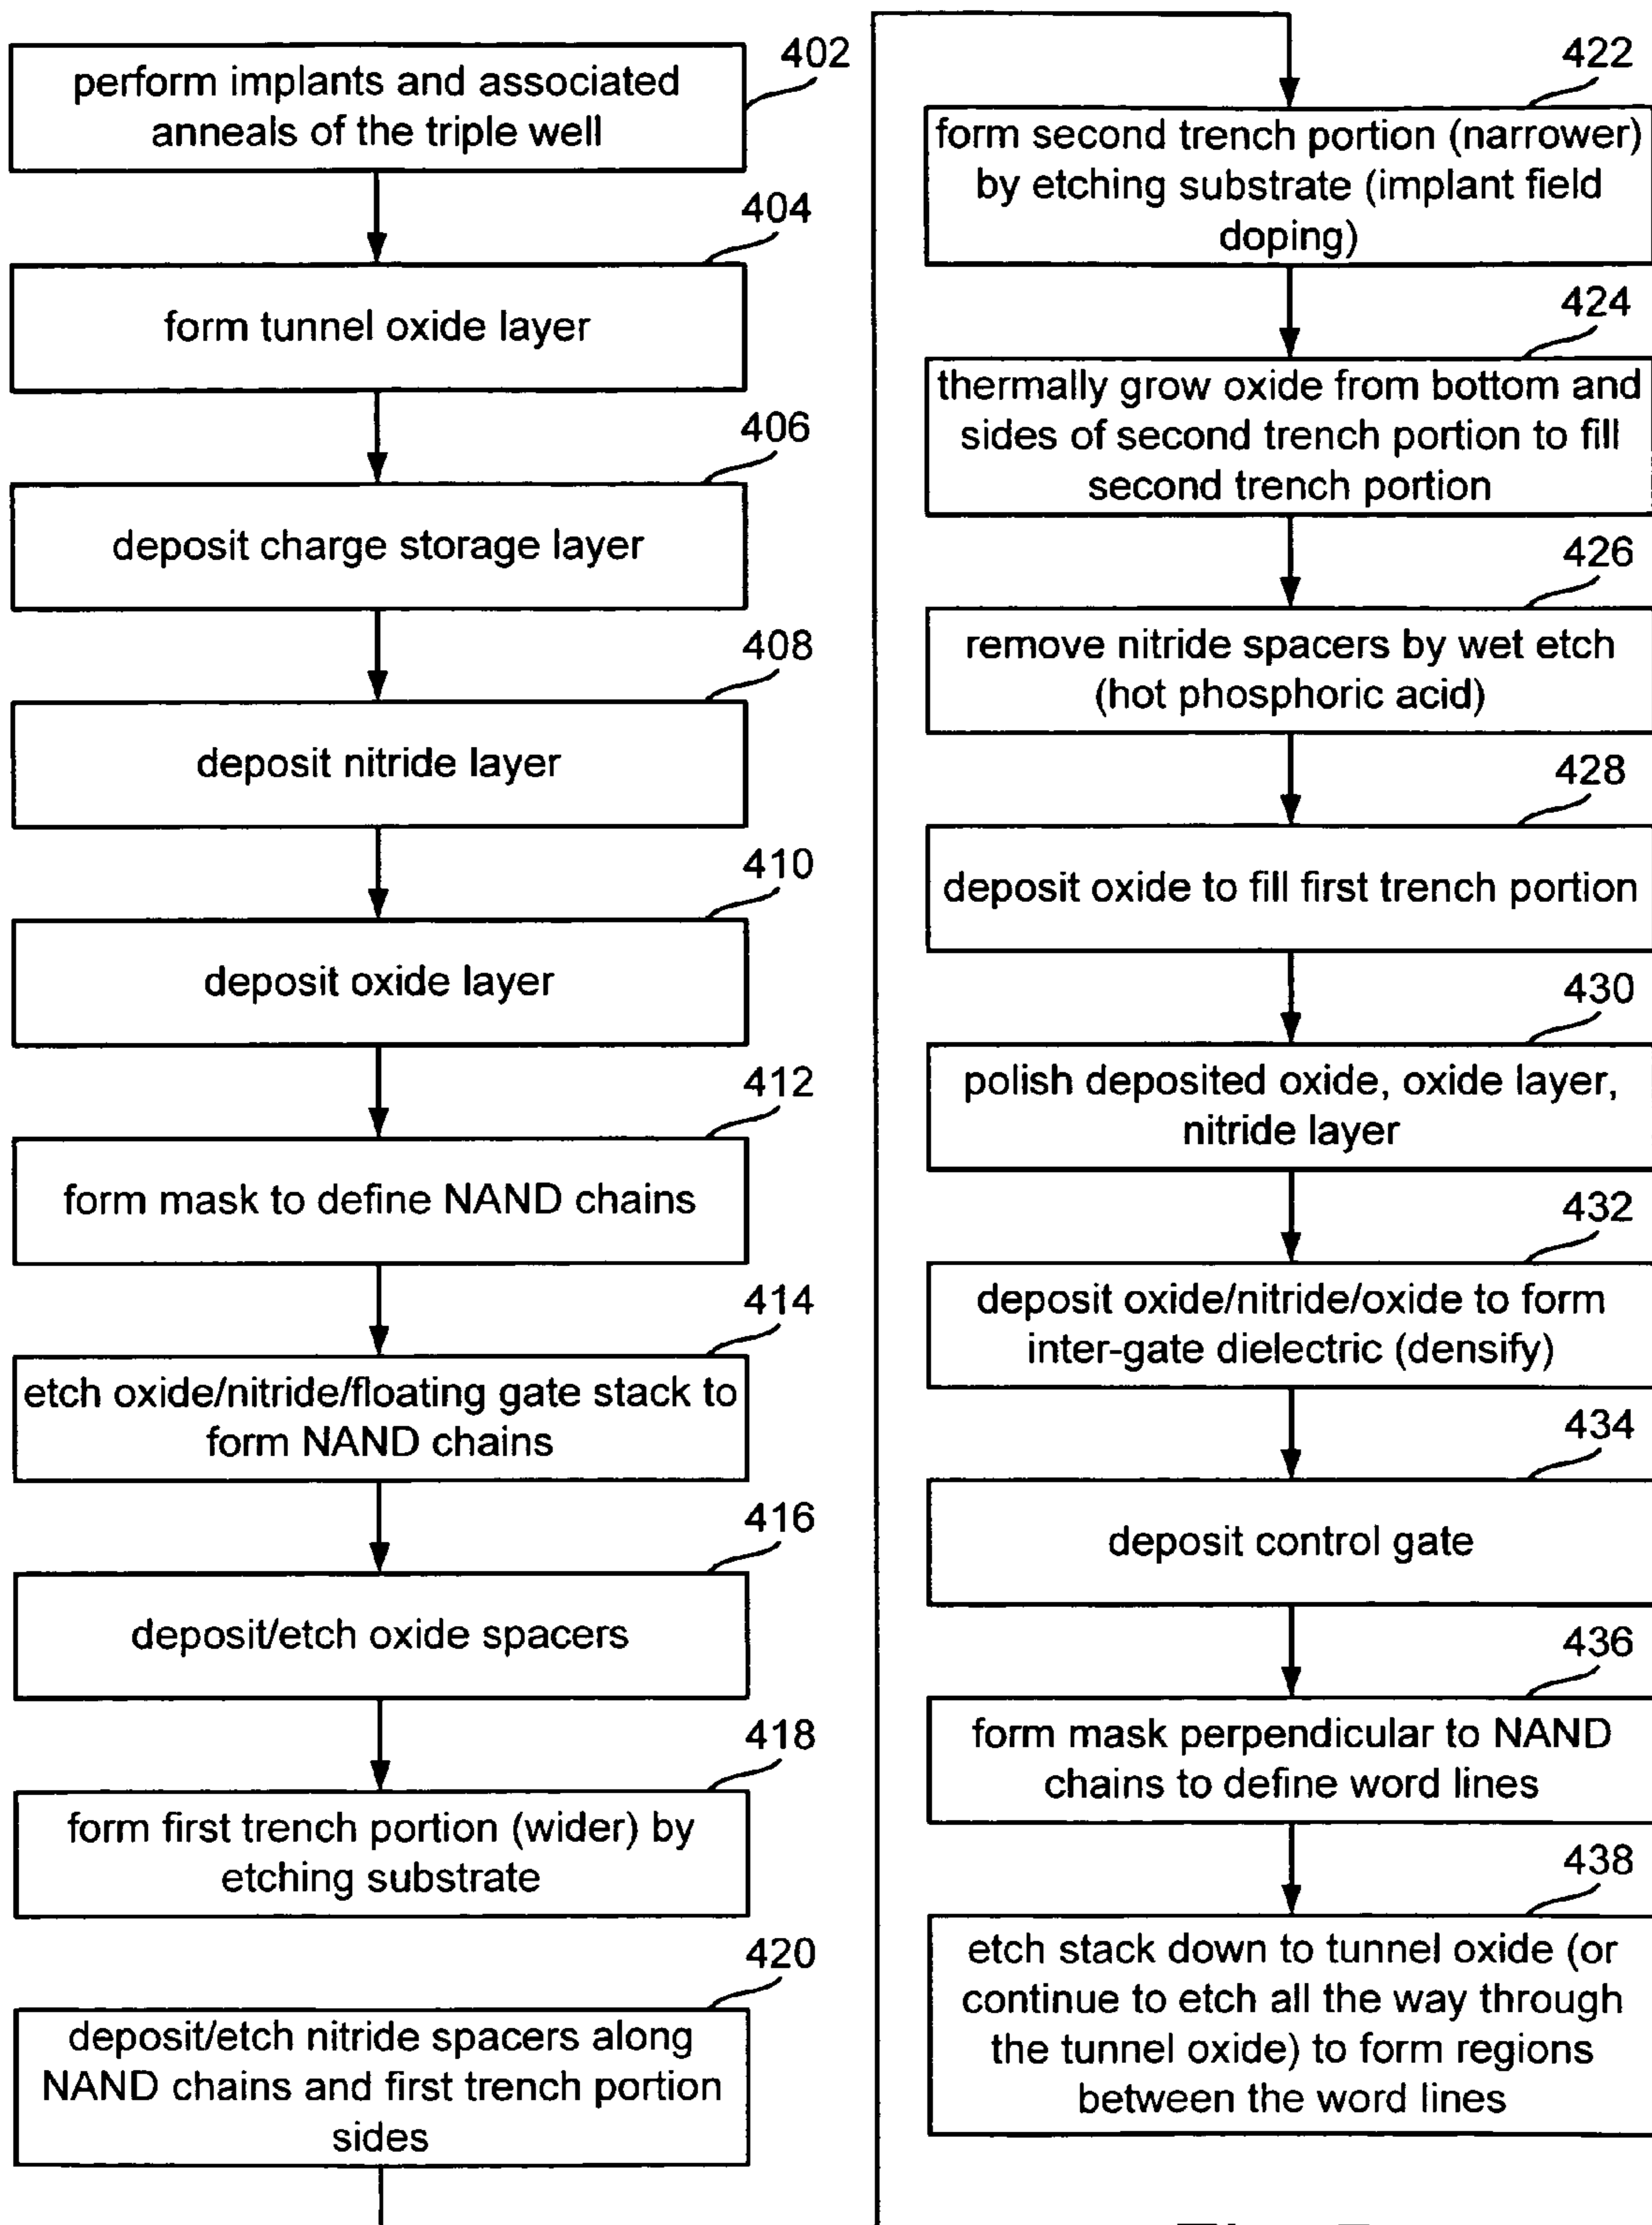 402
perform implants and associated
anneals of the triple well
404
form tunnel oxide layer
406
deposit charge storage layer
408
deposit nitride layer
410
deposit oxide layer
412
form mask to define NAND chains
414
etch oxide/nitride/floating gate stack to
form NAND chains
416
deposit/etch oxide spacers
418
form first trench portion (wider) by
etching substrate
420
deposit/etch nitride spacers along
NAND chains and first trench portion
sides
422
form second trench portion (narrower)
by etching substrate (implant field
doping)
424
thermally grow oxide from bottom and
sides of second trench portion to fill
second trench portion
426
remove nitride spacers by wet etch
(hot phosphoric acid)
428
deposit oxide to fill first trench portion
430
polish deposited oxide, oxide layer,
nitride layer
432
deposit oxide/nitride/oxide to form
inter-gate dielectric (densify)
434
deposit control gate
436
form mask perpendicular to NAND
chains to define word lines
438
etch stack down to tunnel oxide (or
continue to etch all the way through
the tunnel oxide) to form regions
between the word lines